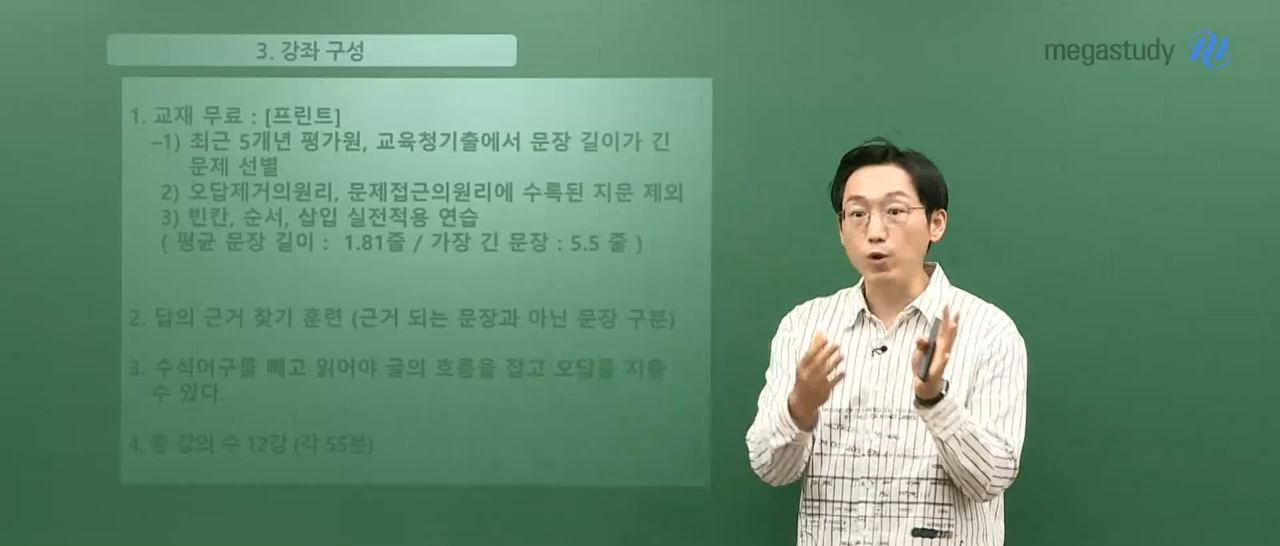 3. 강좌 구성
megastudy
1. 교재 무료 : [프린트]
–1) 최근 5개년 평가원, 교육청기출에서 문장 길이가 긴
문제 선별
2) 오답제거의원리, 문제접근의원리에 수록된 지문 제외
3) 빈칸, 순서, 삽입 실전적용 연습
( 평균 문장 길이 : 1.81줄 / 가장 긴 문장 : 5.5 줄 )
2. 답의 근거 찾기 훈련 (근거 되는 문장과 아닌 문장 구분)
3. 수식어구를 빼고 읽어야 글의 흐름을 잡고 오답을 지울
수 있다.
4. 총 강의 수 12강 (각 55분)